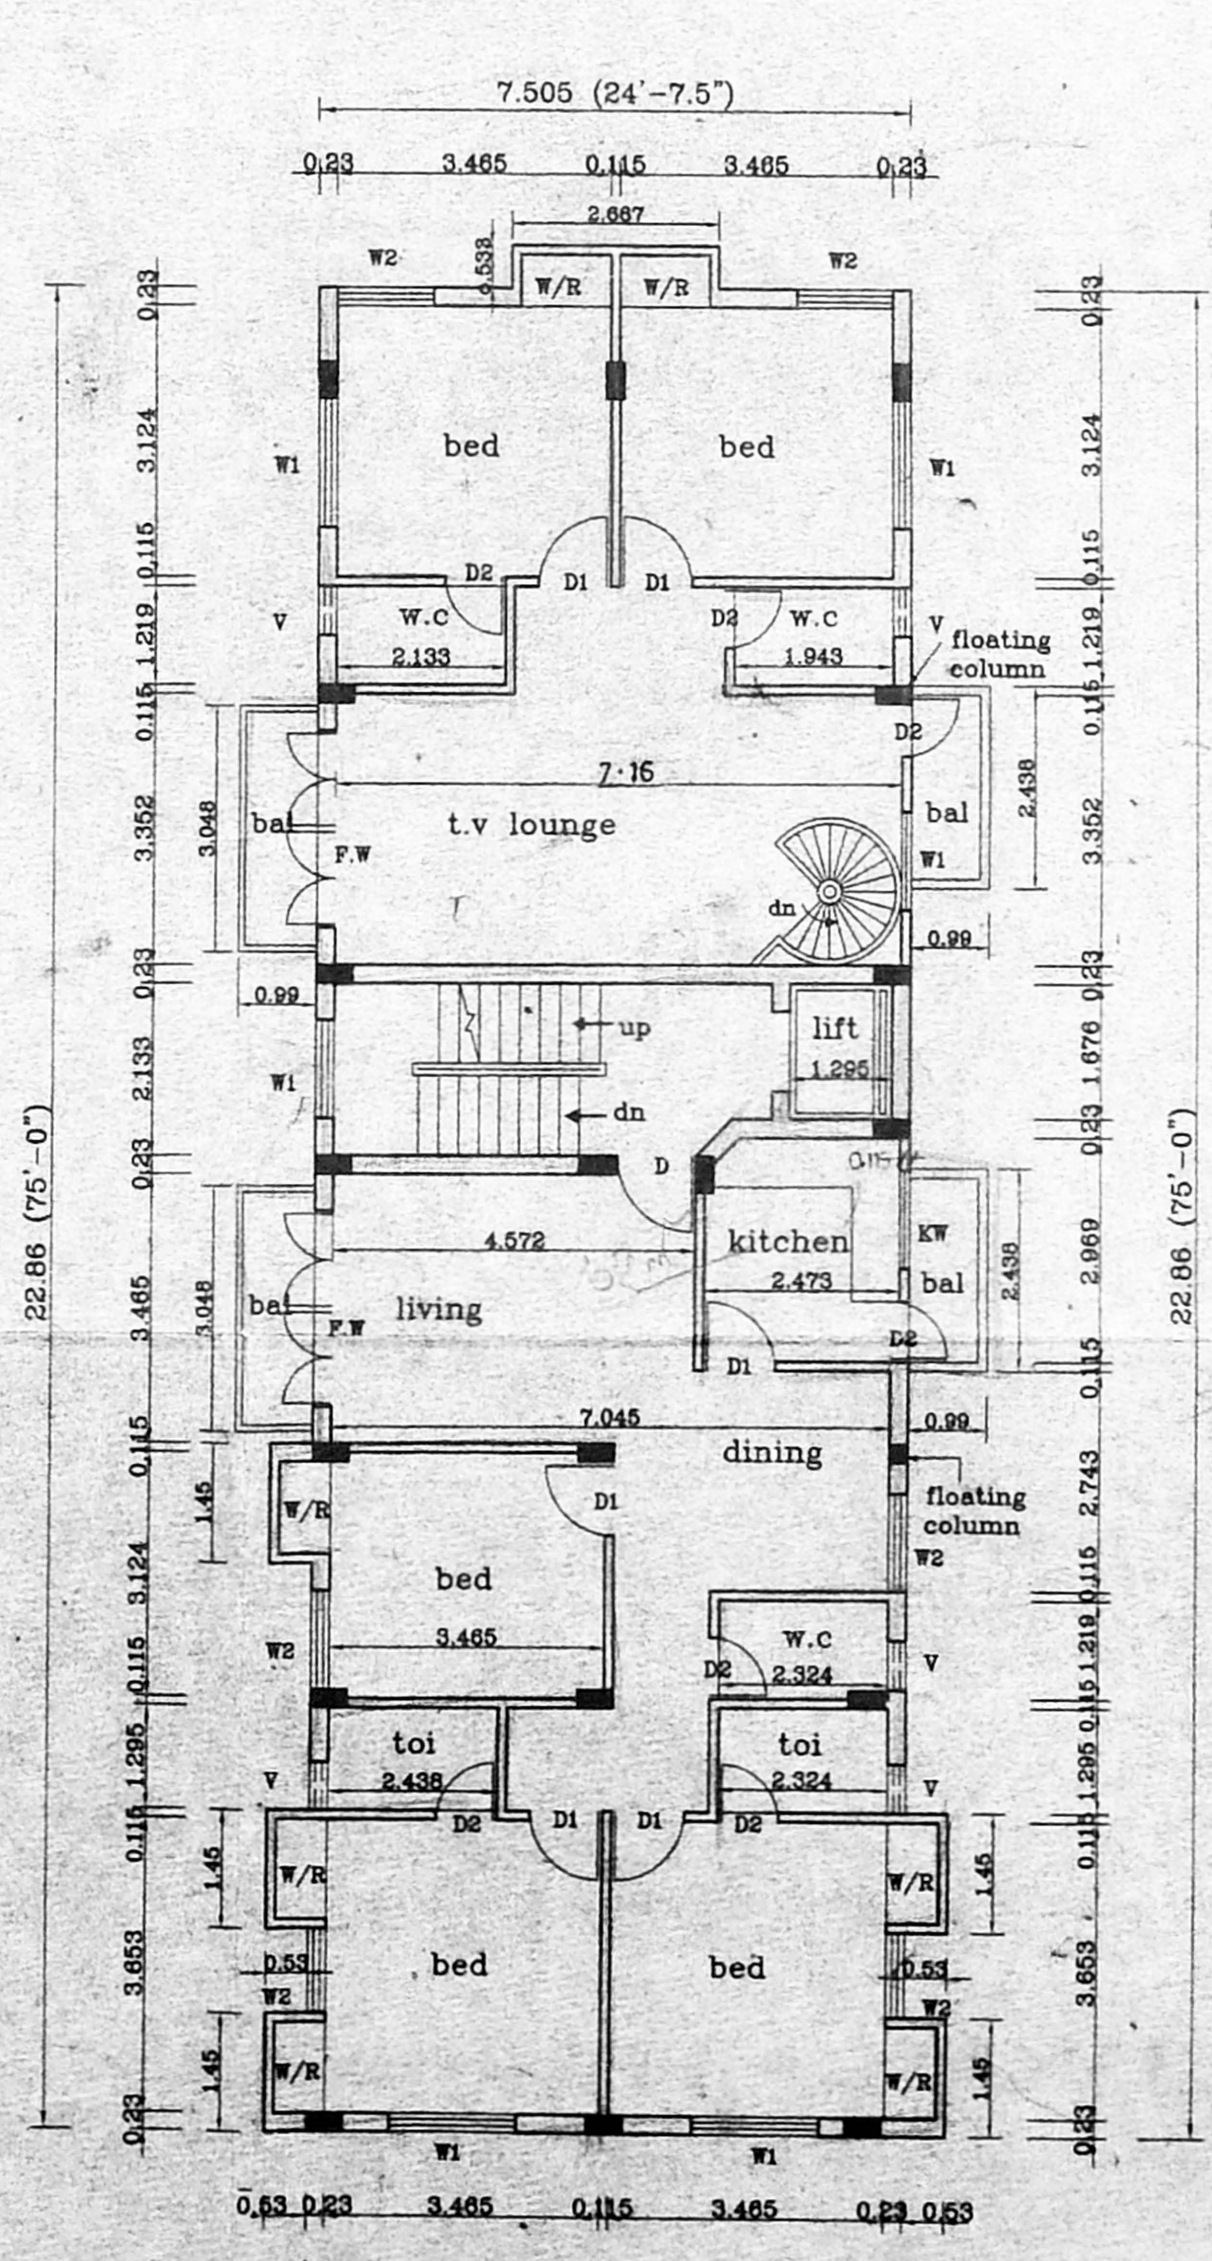 7.505 (24'-7.5")
0.23 3.465 0.115 3.465 0.23
2.667
W2 0.533 W/R W/R W2
0.23 0.23
3.124 W1 bed bed W1 3.124
0.115 D2 D1 D1 0.115
1.219 V W.C D2 W.C V 1.219
floating
column
2.133 1.943
0.115 0.115
D2
7.16
3.352 3.048 bal F.W t.v lounge bal 2.438 3.352
W1
dn
0.99
0.23 0.23
0.99
up lift
2.133 W1 1.295 1.676
dn
0.23 D 0.23
0.115
22.86 (75'-0") 22.86 (75'-0")
4.572 kitchen KW
2.473 bal 2.438 2.969
3.465 3.048 bal F.W living
D1 D2 0.115
7.045 0.99
0.115 dining
1.45 W/R D1 2.743
floating
column
3.124 bed W2 0.115
3.465 W.C 1.219
W2 D2 2.324 V
0.115 0.115
1.295 toi toi 1.295
V 2.438 2.324 V
0.115 D2 D1 D1 D2 0.115
1.45 W/R W/R 1.45
3.653 bed bed 3.653
0.53 0.53
W2 W2
1.45 W/R W/R 1.45
0.23 0.23
W1 W1
0.53 0.23 3.465 0.115 3.465 0.23 0.53